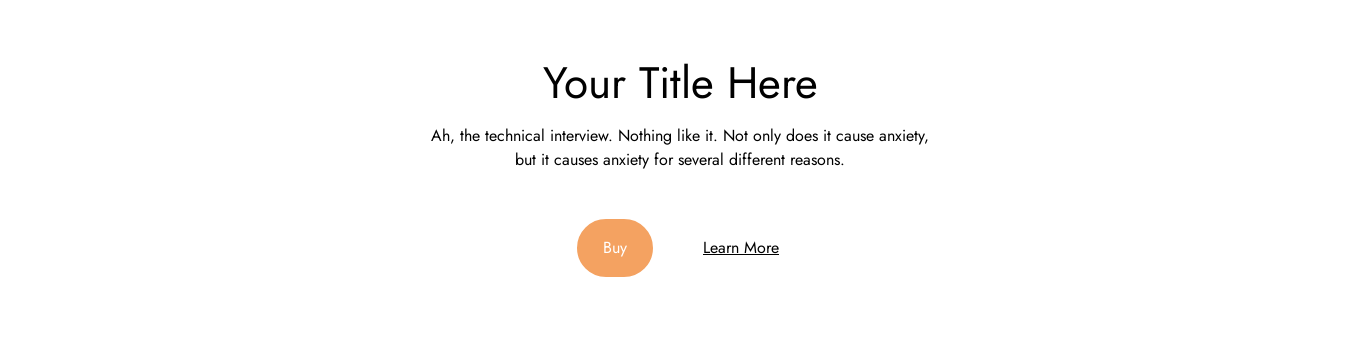 Your Title Here
Ah, the technical interview. Nothing like it. Not only does it cause anxiety,
but it causes anxiety for several different reasons.
Buy
Learn More